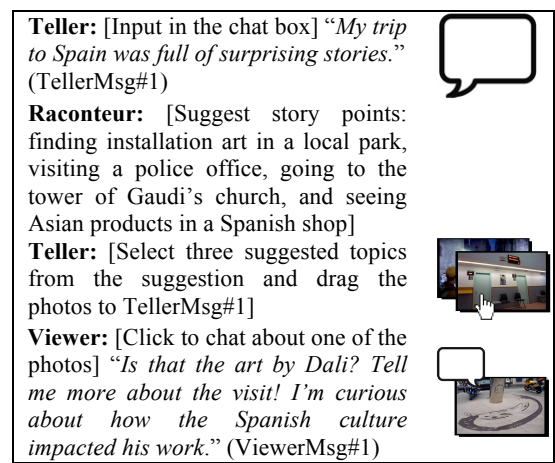 Teller: [Input in the chat box] “My trip
to Spain was full of surprising stories.”
(TellerMsg#1)
Raconteur: [Suggest story points:
finding installation art in a local park,
visiting a police office, going to the
tower of Gaudi’s church, and seeing
Asian products in a Spanish shop]
Teller: [Select three suggested topics
from the suggestion and drag the
photos to TellerMsg#1]
Viewer: [Click to chat about one of the
photos] “Is that the art by Dali? Tell
me more about the visit! I’m curious
about how the Spanish culture
impacted his work.” (ViewerMsg#1)